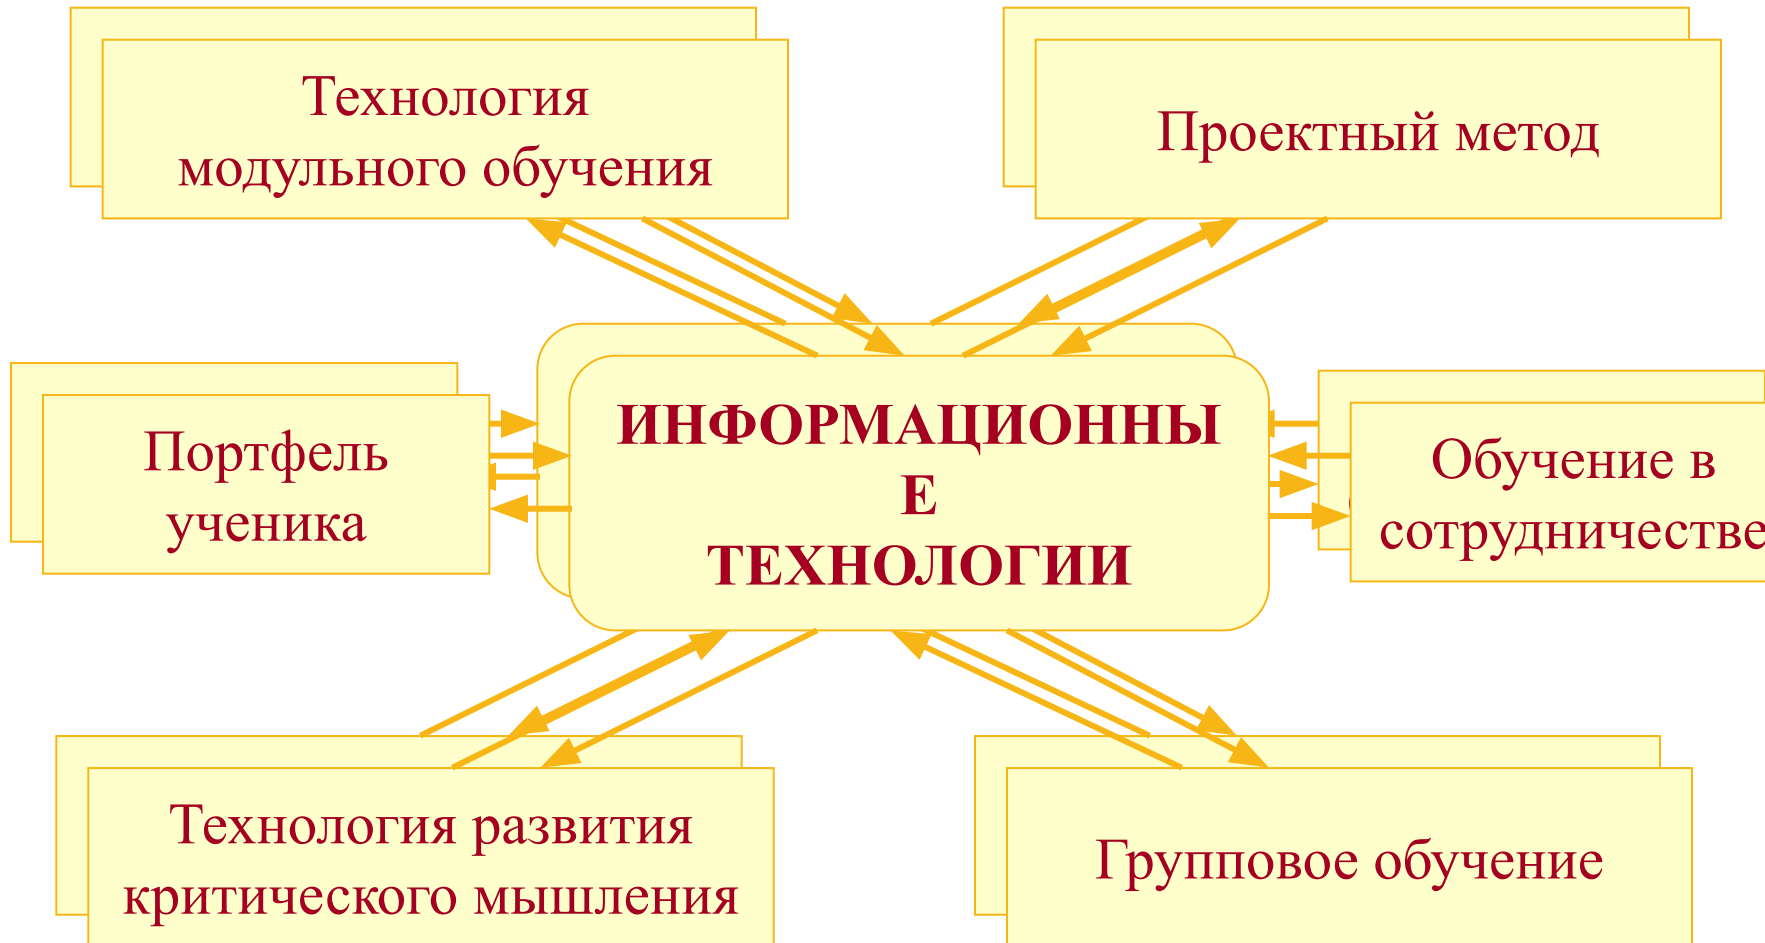 Технология
модульного обучения
Проектный метод
Портфель
ученика
ИНФОРМАЦИОННЫ
Е
ТЕХНОЛОГИИ
Обучение в
сотрудничестве
Технология развития
критического мышления
Групповое обучение